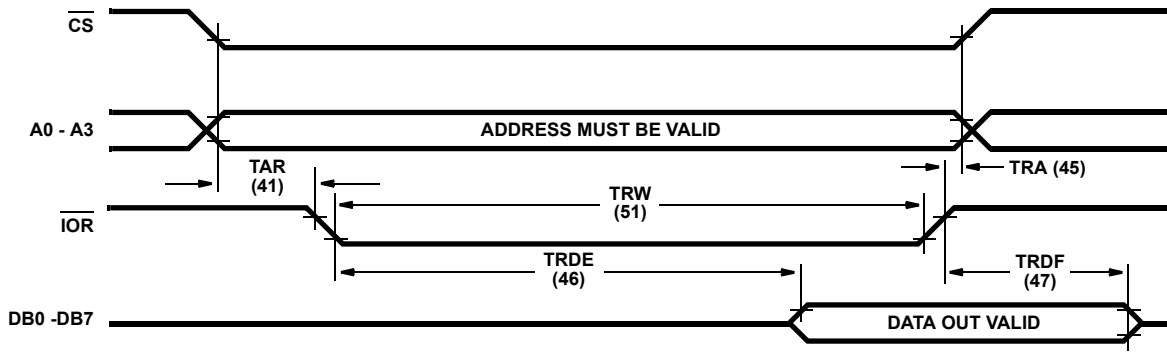 CS
A0 - A3
ADDRESS MUST BE VALID
TAR
(41)
TRA (45)
IOR
TRW
(51)
TRDE
(46)
TRDF
(47)
DB0 -DB7
DATA OUT VALID